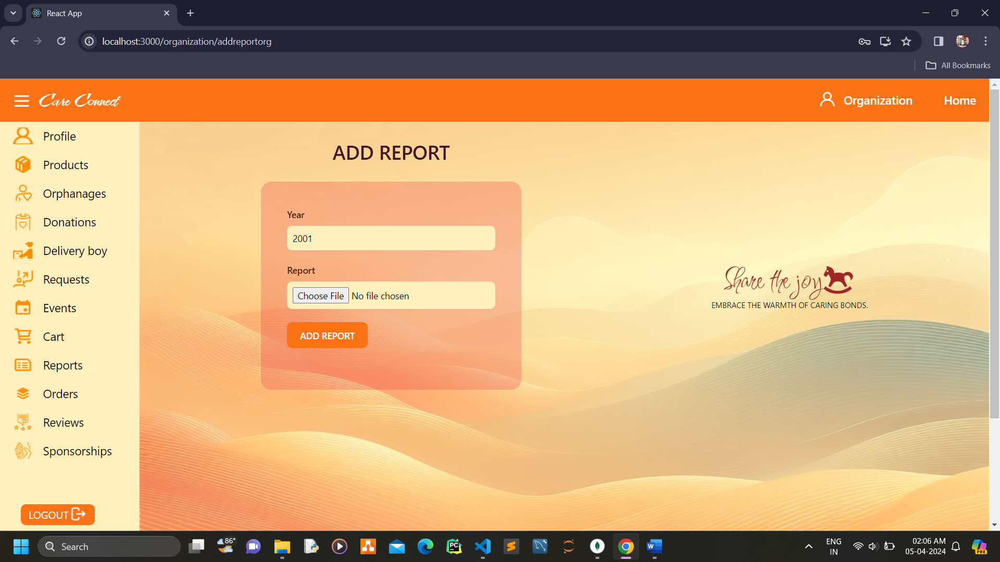 React App
localhost:3000/organization/addreportorg
All Bookmarks
Care Connect
Organization
Home
Profile
Products
Orphanages
Donations
Delivery boy
Requests
Events
Cart
Reports
Orders
Reviews
Sponsorships
LOGOUT
ADD REPORT
Year
2001
Report
Choose File No file chosen
ADD REPORT
Share the joy
EMBRACE THE WARMTH OF CARING BONDS.
Search
86°
PC
W
ENG
IN
02:06 AM
05-04-2024
PRE